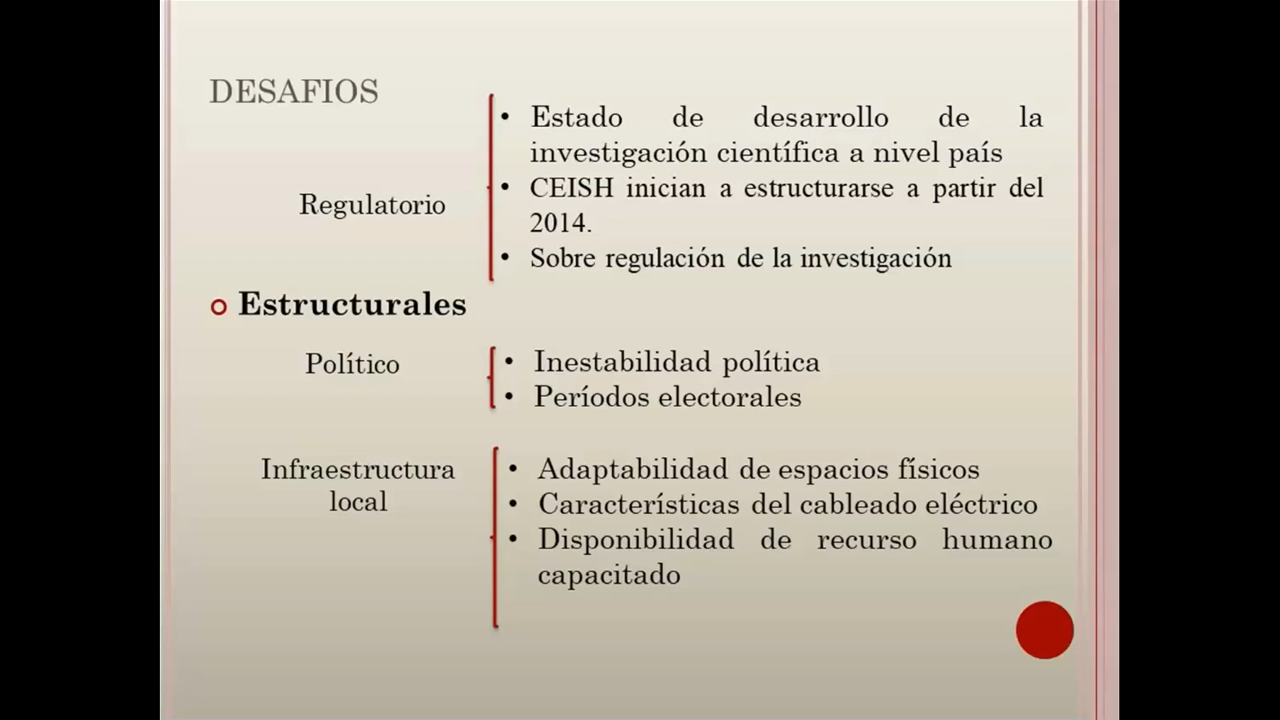 DESAFIOS
Regulatorio
• Estado de desarrollo de la
investigación científica a nivel país
• CEISH inician a estructurarse a partir del
2014.
• Sobre regulación de la investigación
Estructurales
Político
• Inestabilidad política
• Períodos electorales
Infraestructura
local
• Adaptabilidad de espacios físicos
• Características del cableado eléctrico
• Disponibilidad de recurso humano
capacitado